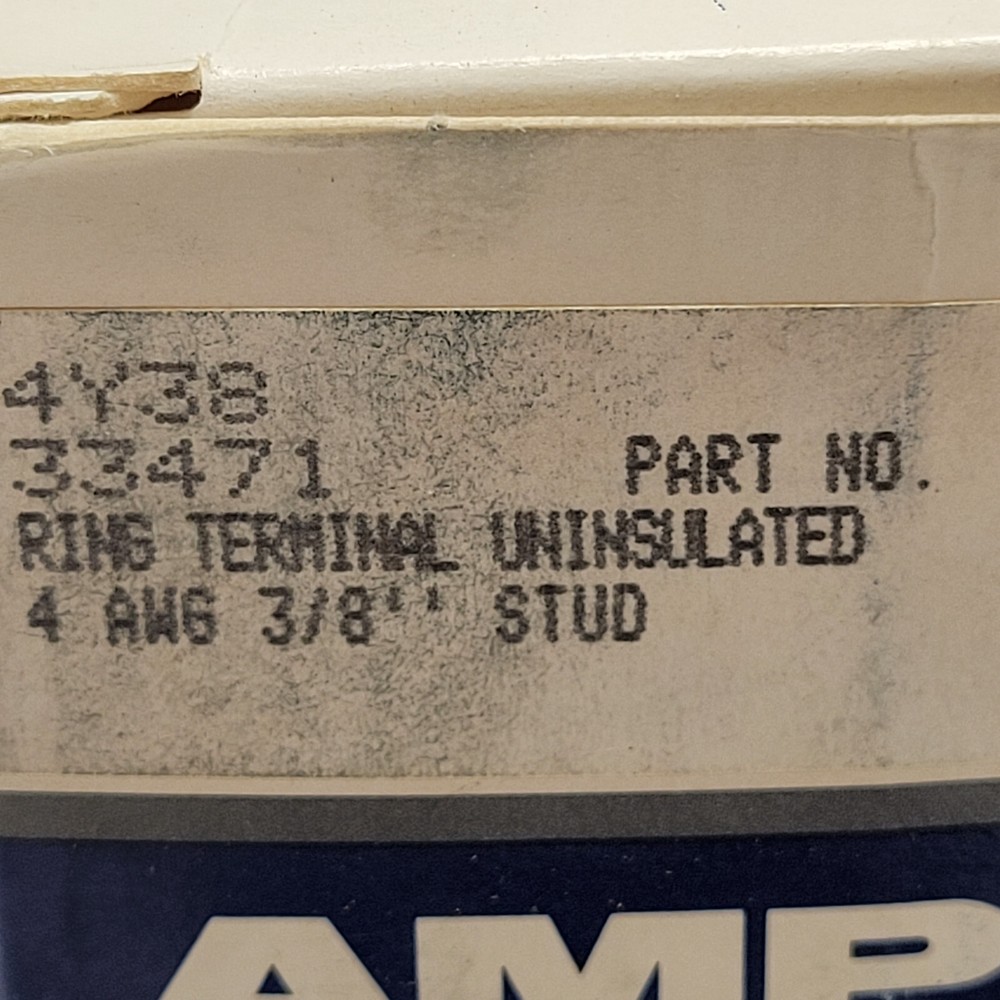 4Y38
33471 PART NO.
RING TERMINAL UNINSULATED
4 AWG 3/8'' STUD
AMP